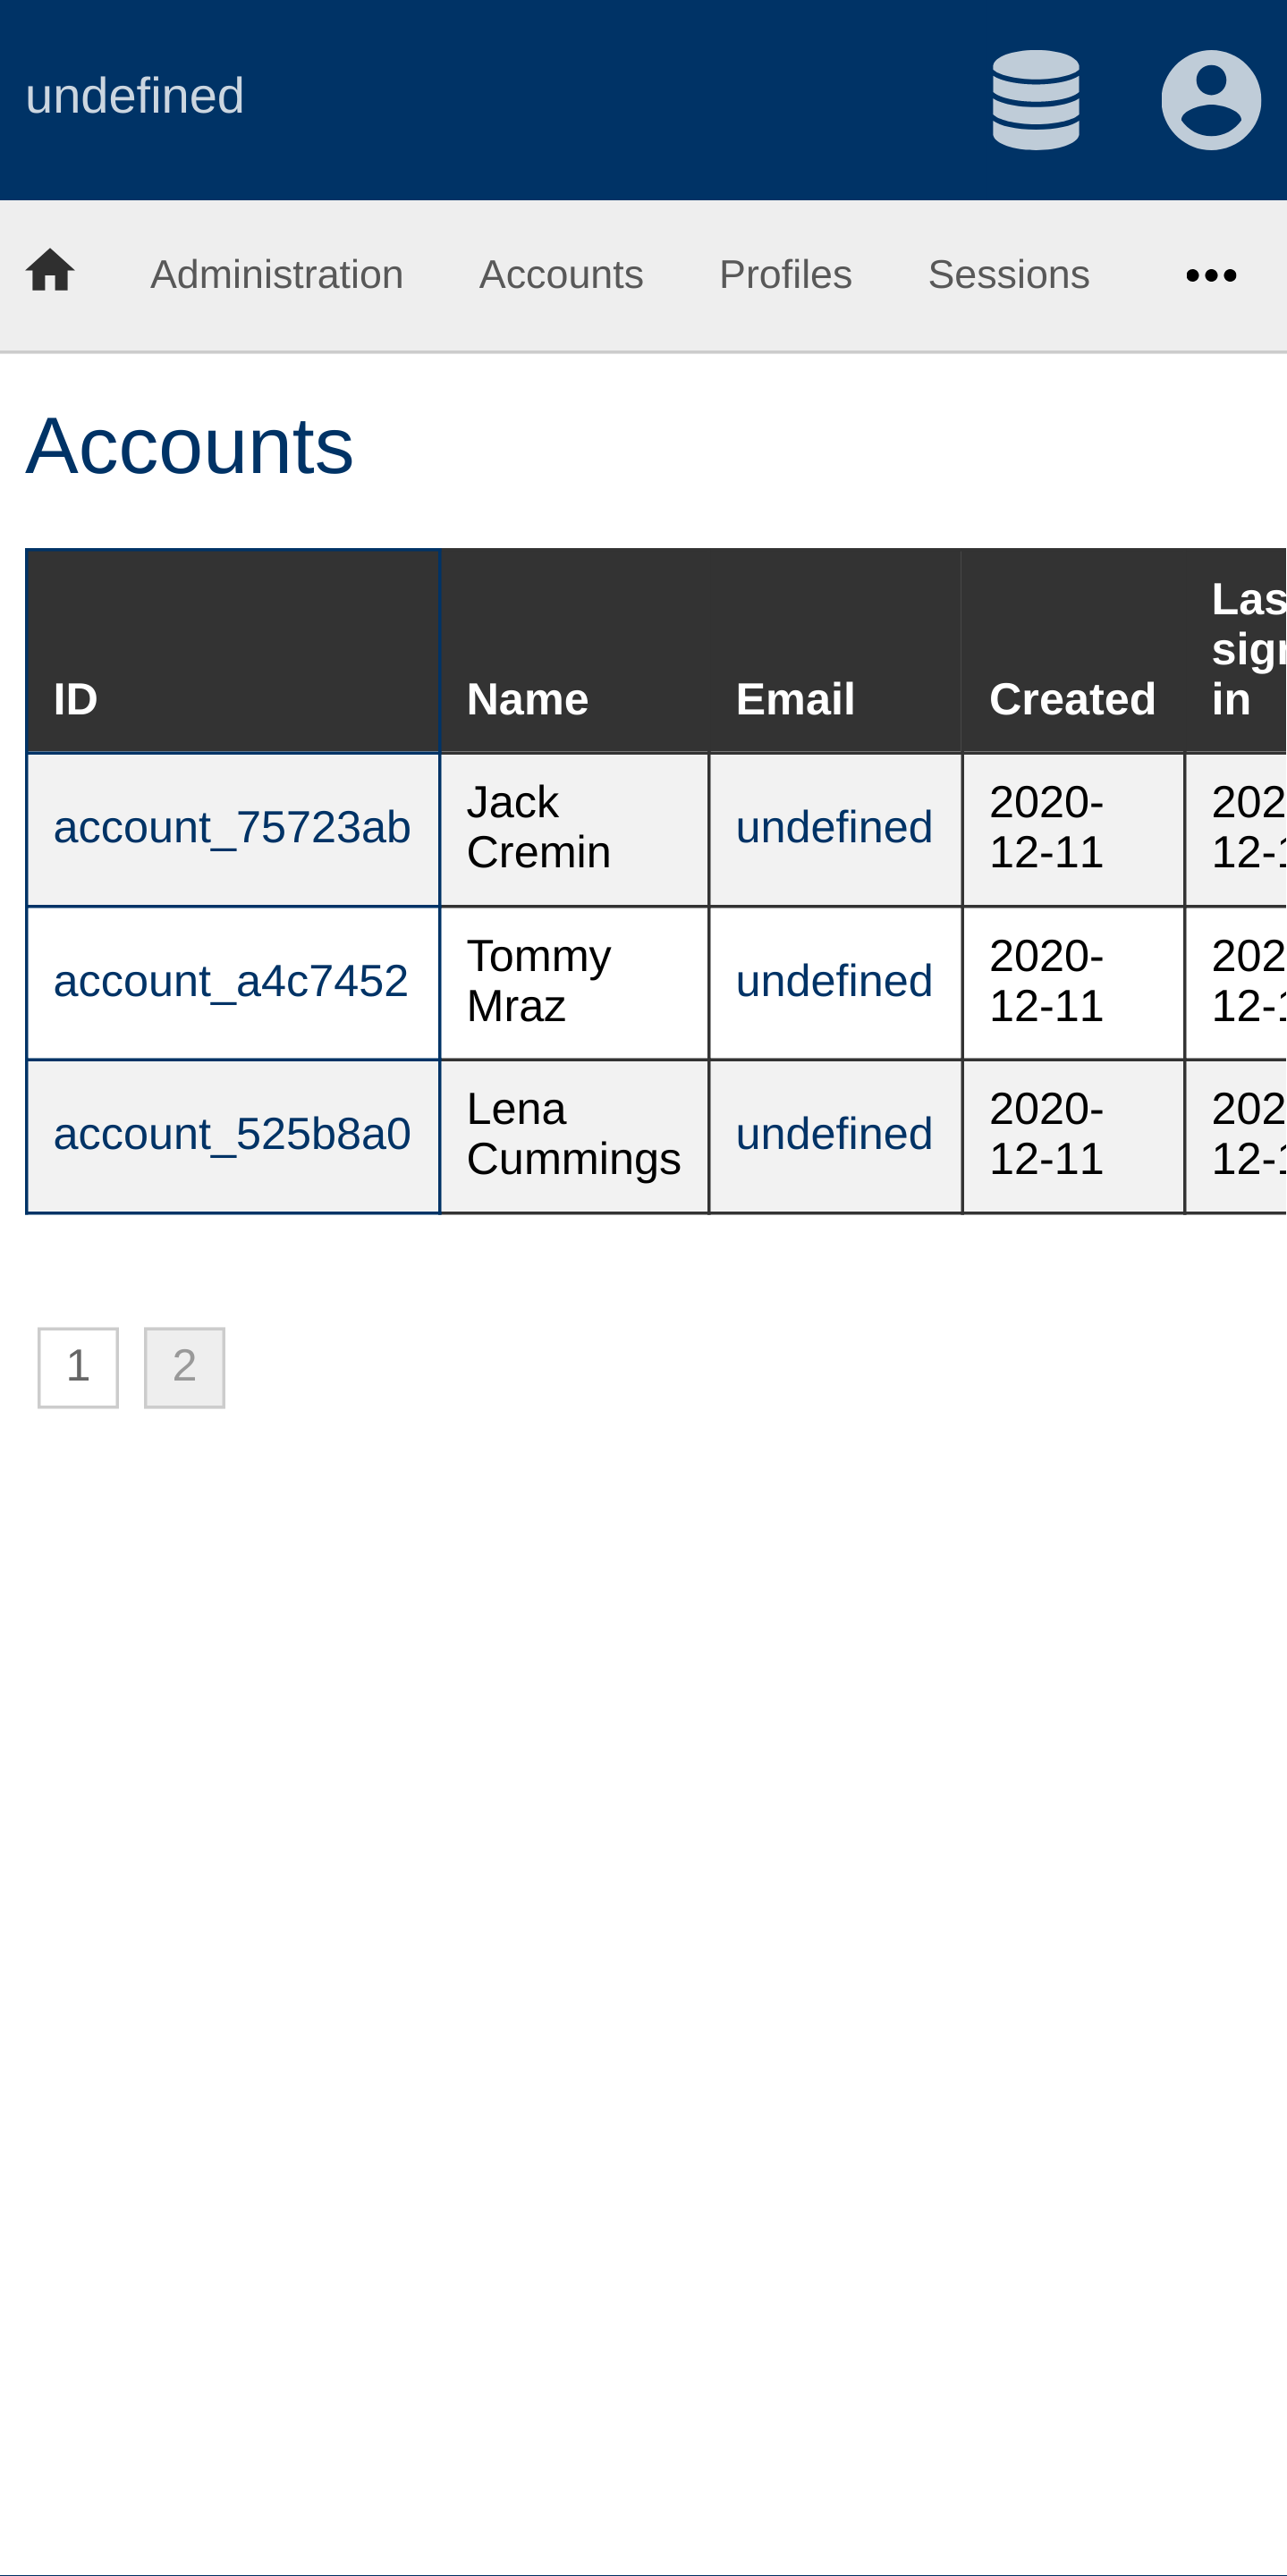 undefined
Administration Accounts Profiles Sessions
Accounts
ID Name Email Created Las sign in
account_75723ab Jack Cremin undefined 2020-12-11 202 12-1
account_a4c7452 Tommy Mraz undefined 2020-12-11 202 12-1
account_525b8a0 Lena Cummings undefined 2020-12-11 202 12-1
1 2